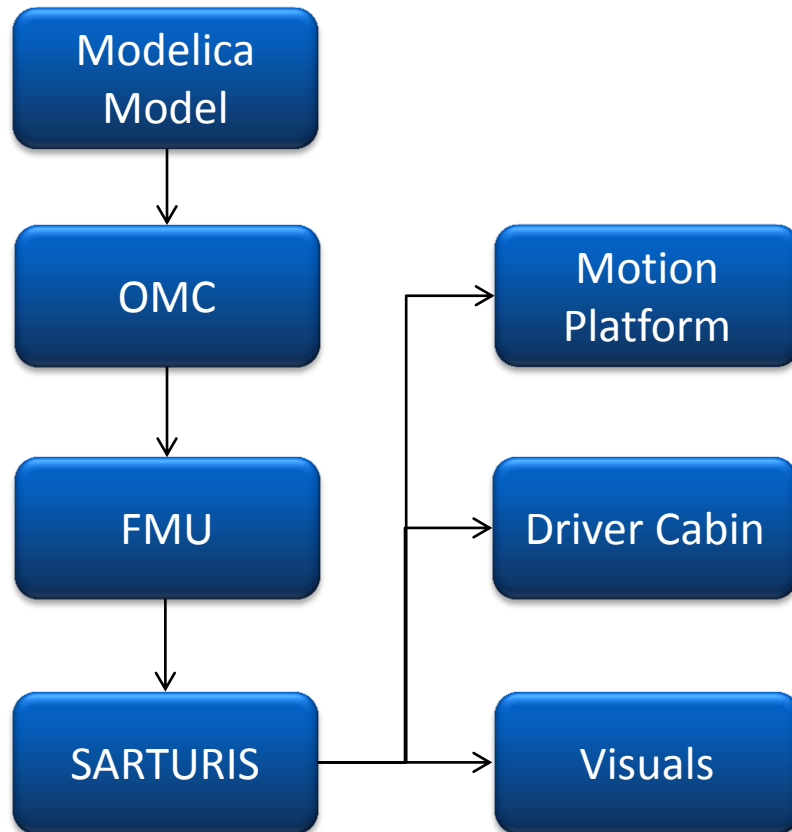 Modelica
Model
OMC
FMU
SARTURIS
Motion
Platform
Driver Cabin
Visuals